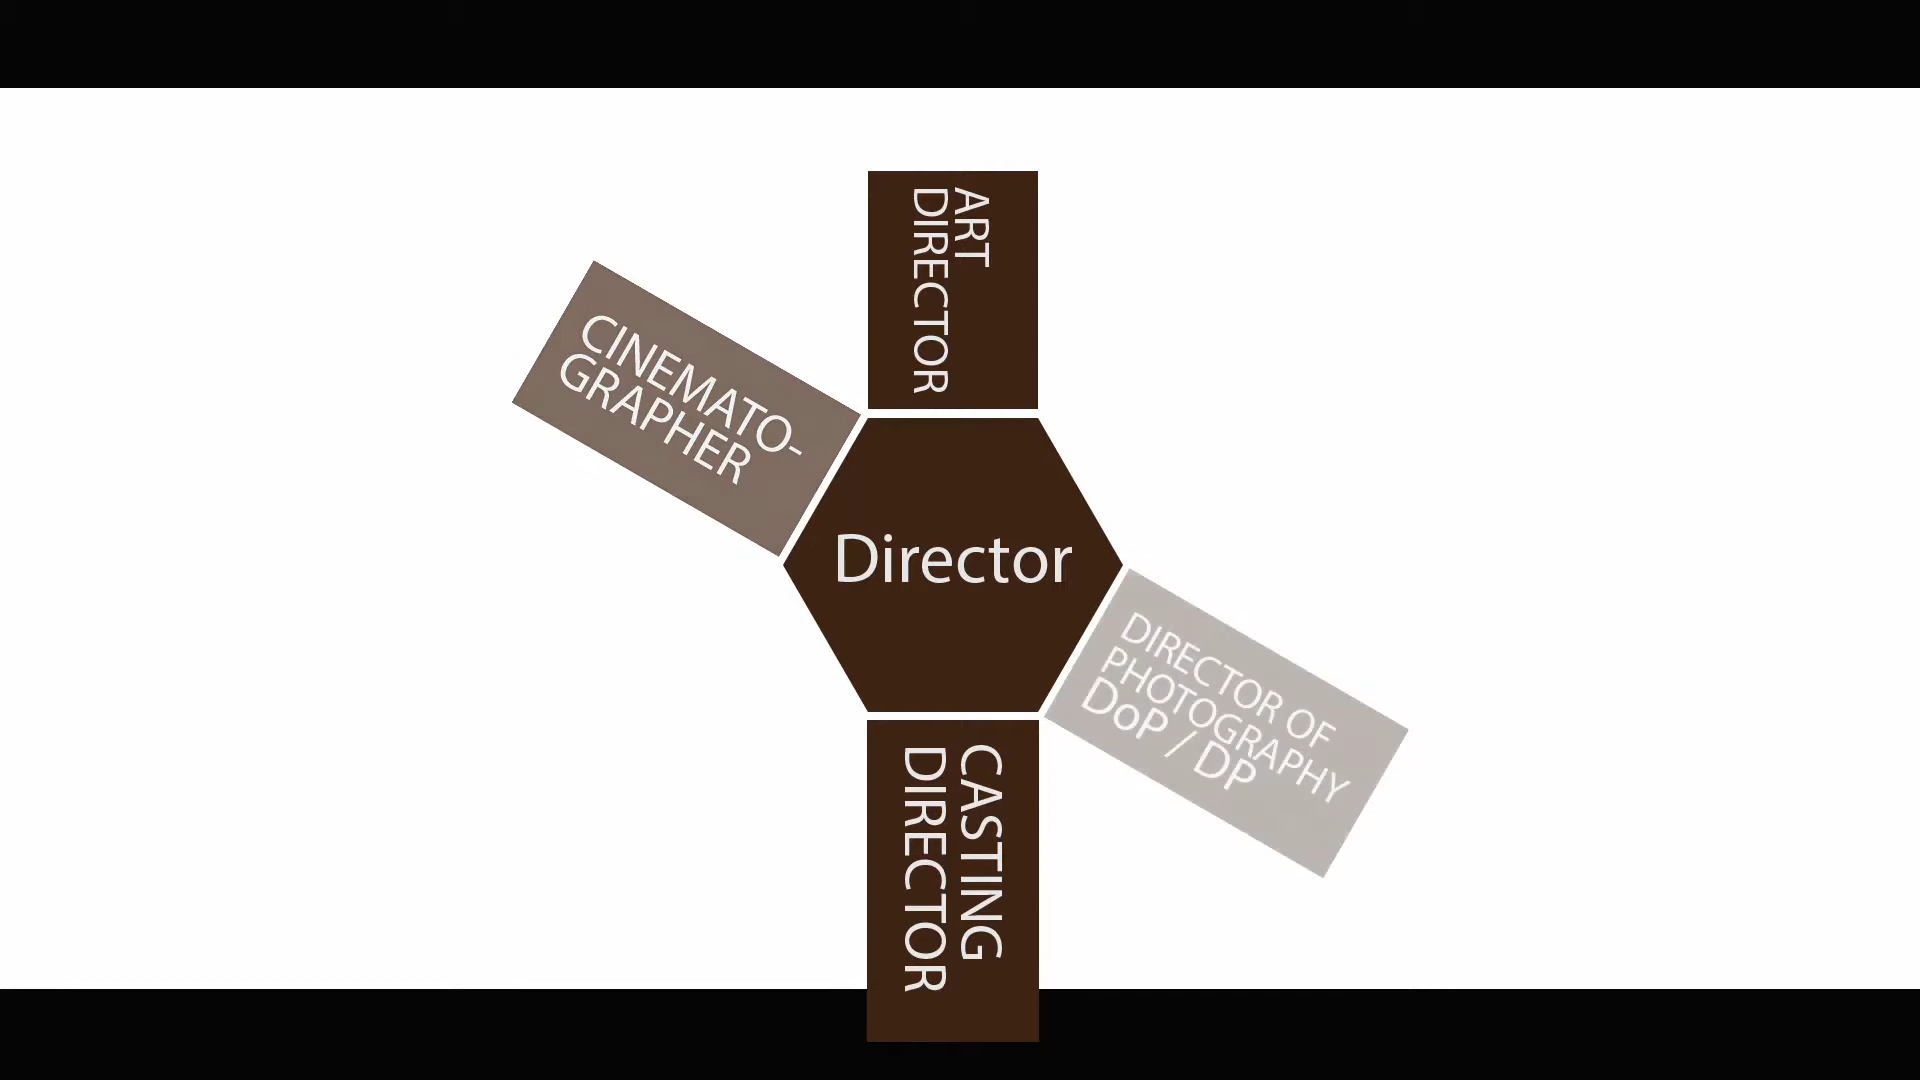 ART
DIRECTOR
CINEMATO-
GRAPHER
Director
DIRECTOR OF
PHOTOGRAPHY
DoP / DP
CASTING
DIRECTOR